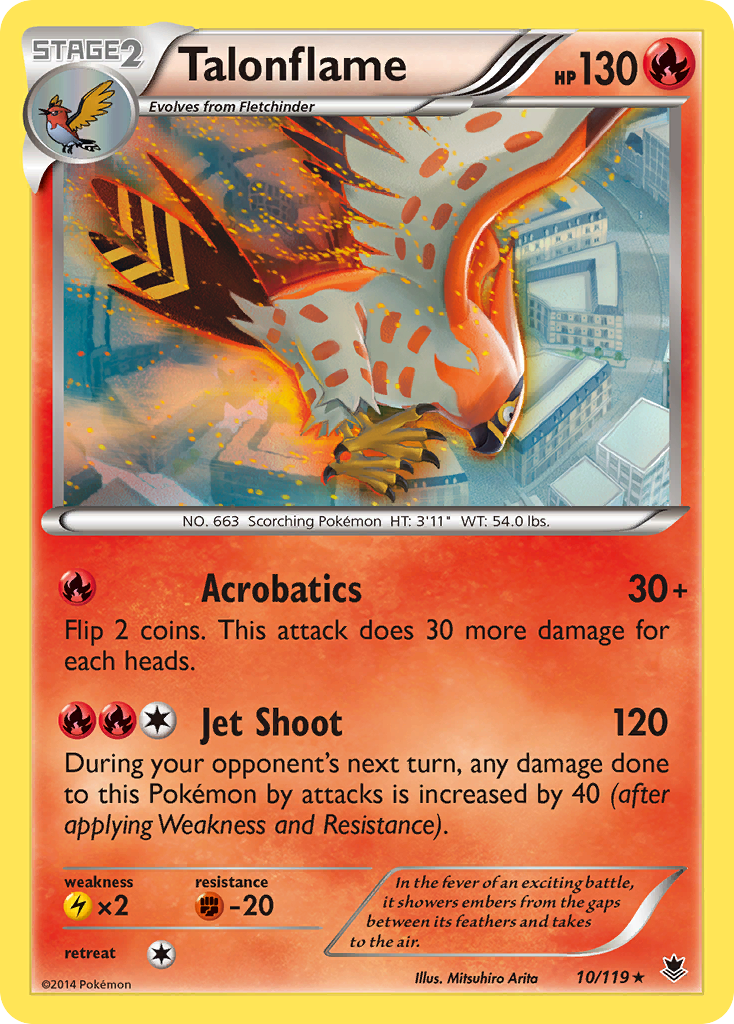 STAGE2
Talonflame
HP 130
Evolves from Fletchinder
NO. 663 Scorching Pokémon HT: 3'11" WT: 54.0 lbs.
Acrobatics 30+
Flip 2 coins. This attack does 30 more damage for
each heads.
Jet Shoot 120
During your opponent's next turn, any damage done
to this Pokémon by attacks is increased by 40 (after
applying Weakness and Resistance).
weakness resistance
×2 -20
retreat
In the fever of an exciting battle,
it showers embers from the gaps
between its feathers and takes
to the air.
©2014 Pokémon
Illus. Mitsuhiro Arita 10/119 ★